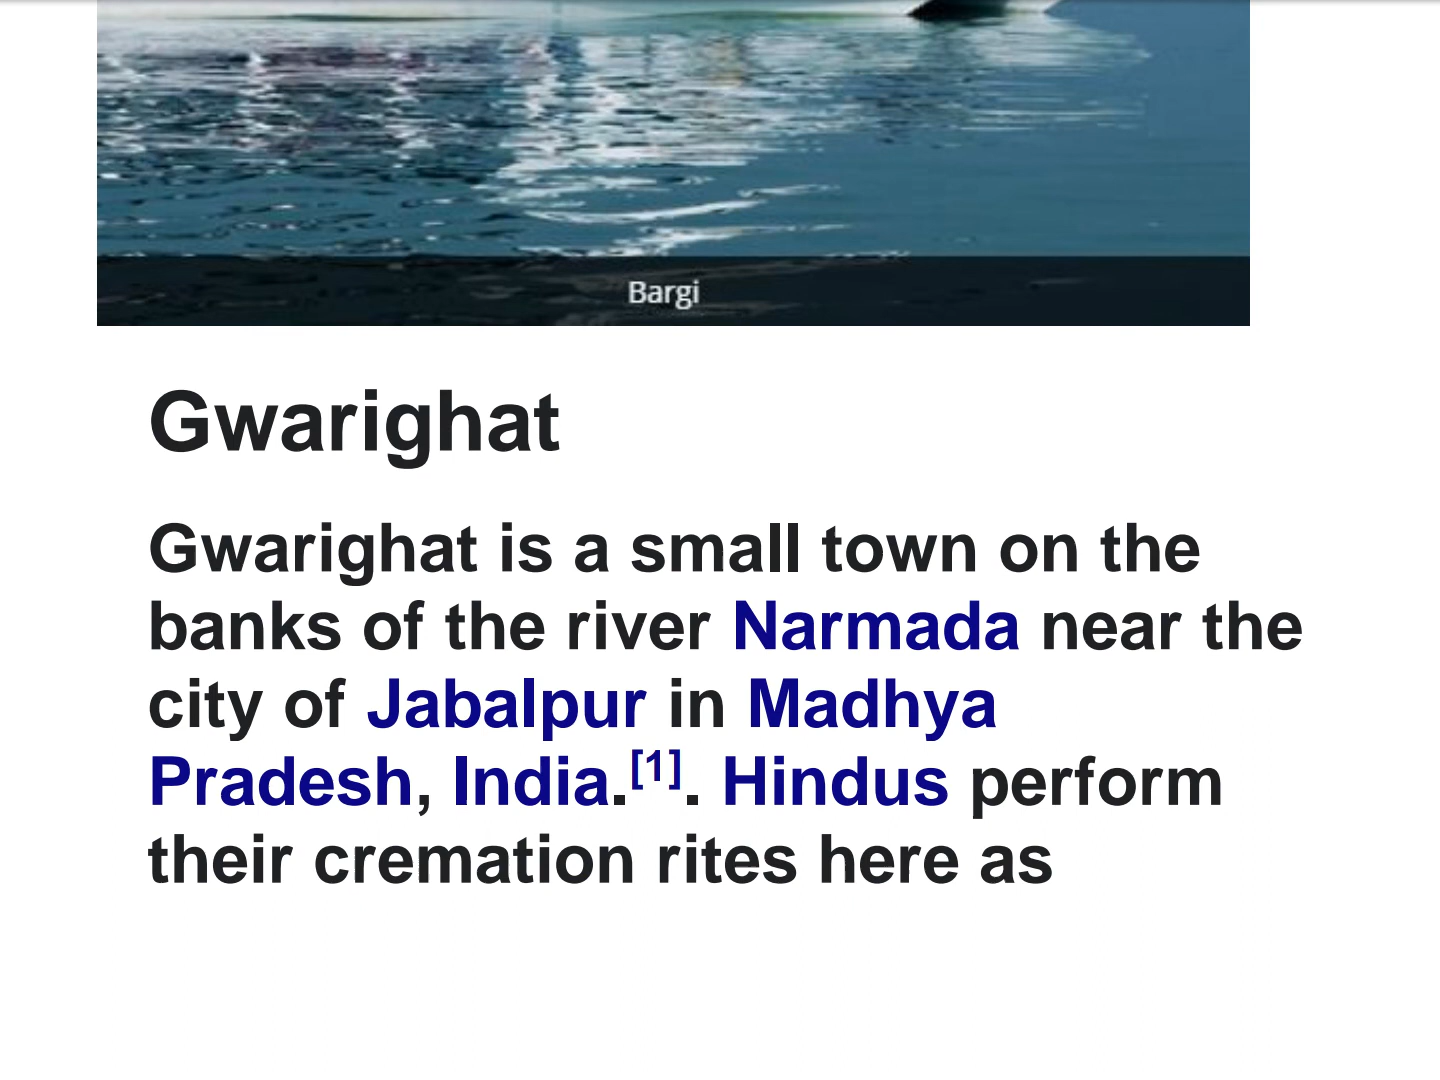 Bargi
Gwarighat
Gwarighat is a small town on the
banks of the river Narmada near the
city of Jabalpur in Madhya
Pradesh, India.[1]. Hindus perform
their cremation rites here as